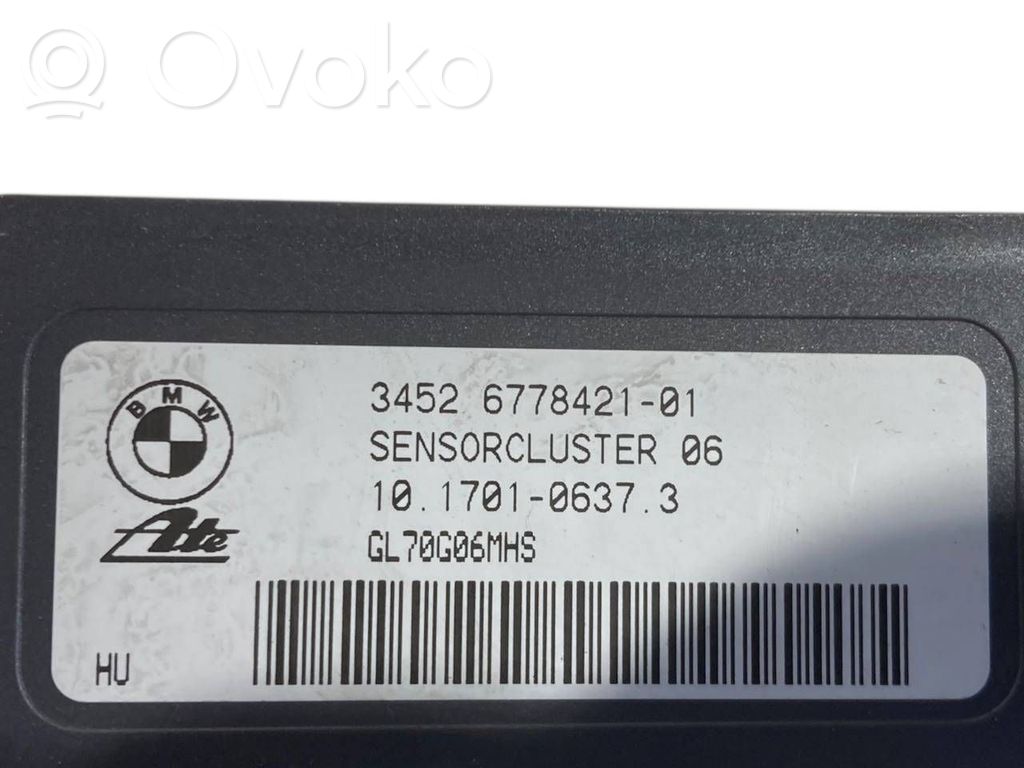 Ovoko
BMW
3452 6778421-01
SENSORCLUSTER 06
10.1701-0637.3
Ate
GL70G06MHS
HU